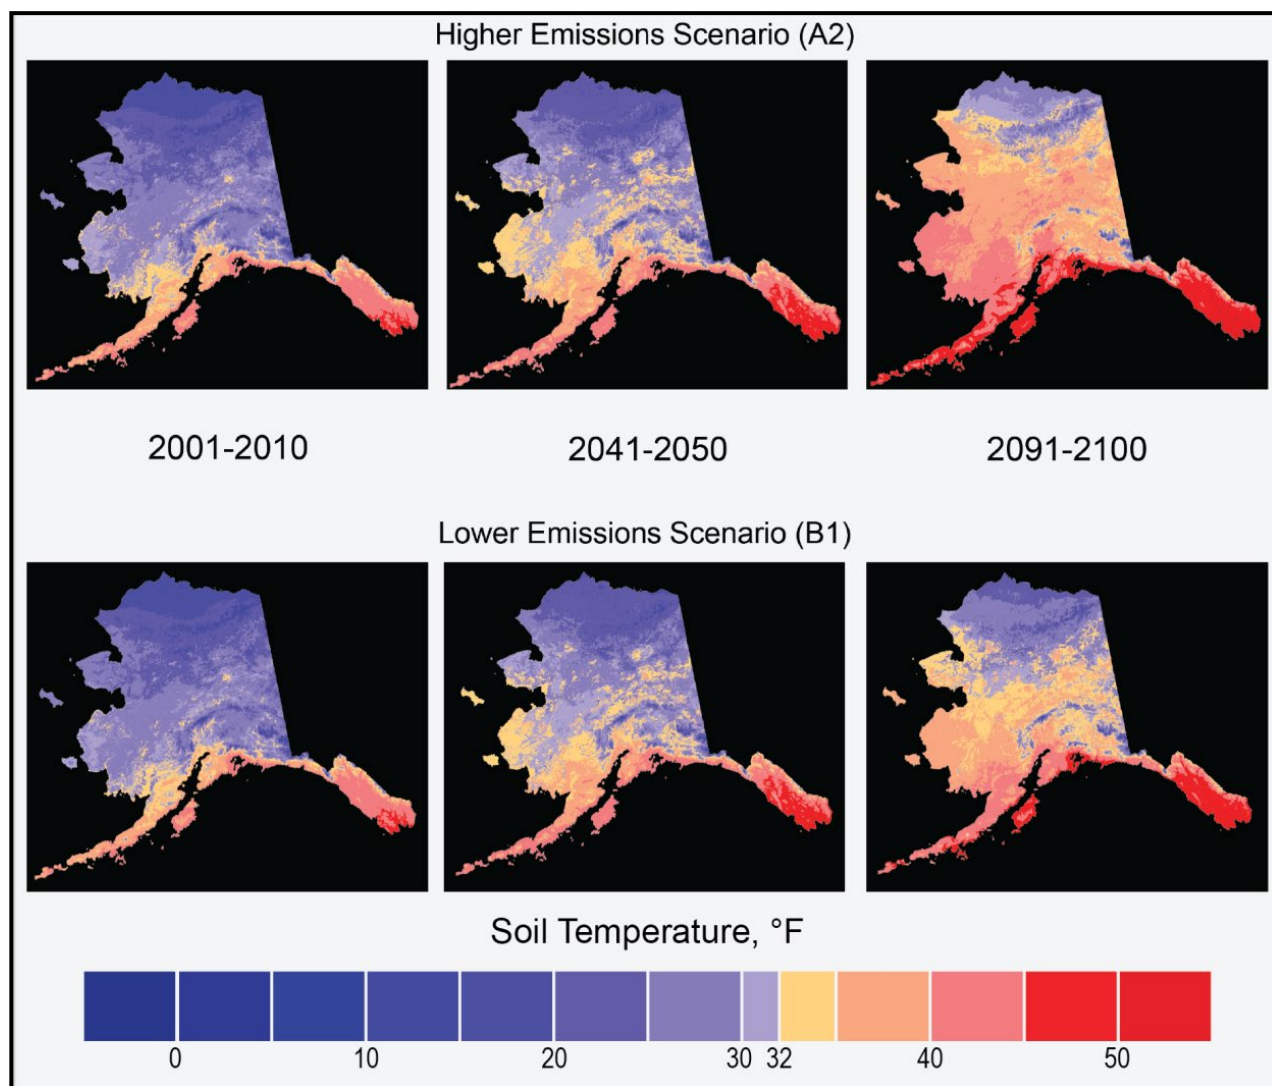 Higher Emissions Scenario (A2)
2001-2010 2041-2050 2091-2100
Lower Emissions Scenario (B1)
Soil Temperature, °F
0 10 20 30 32 40 50